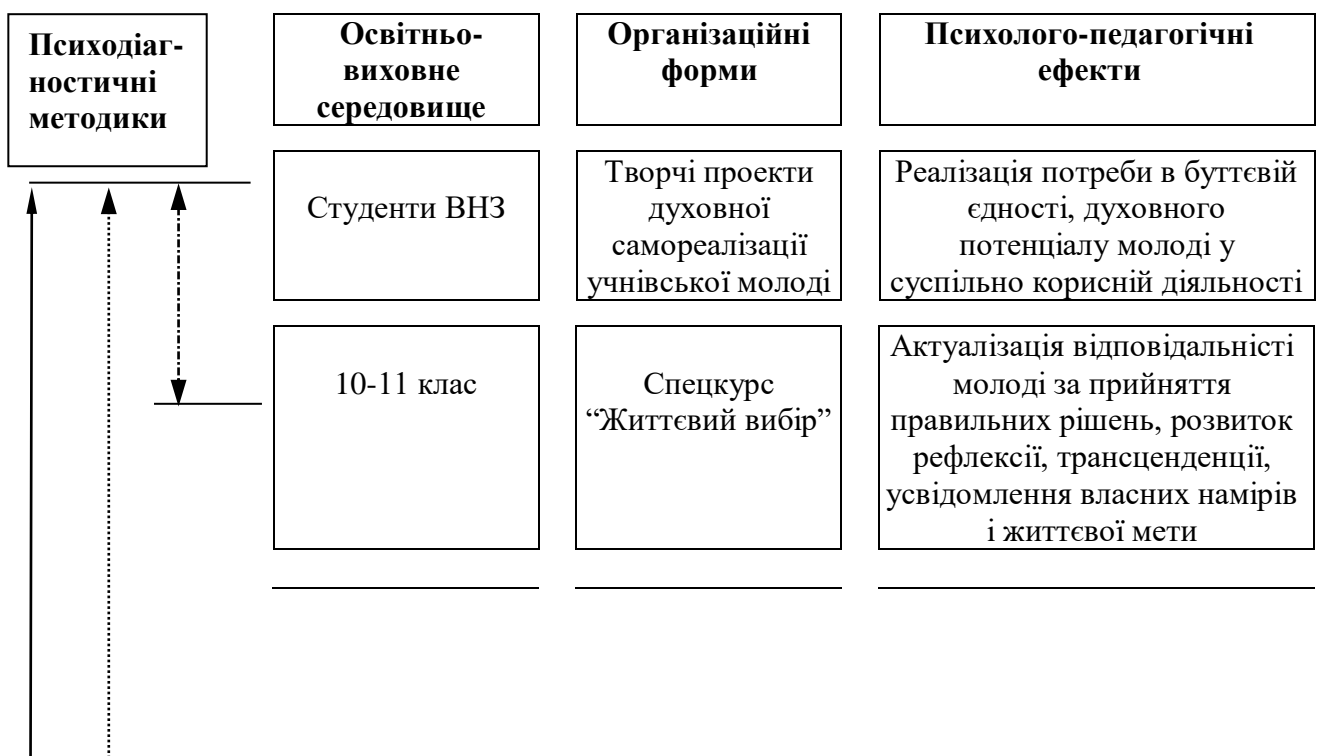 Психодіаг-
ностичні
методики
Освітньо-
виховне
середовище
Організаційні
форми
Психолого-педагогічні
ефекти
Студенти ВНЗ
Творчі проекти
духовної
самореалізації
учнівської молоді
Реалізація потреби в буттєвій
єдності, духовного
потенціалу молоді у
суспільно корисній діяльності
10-11 клас
Спецкурс
“Життєвий вибір”
Актуалізація відповідальністі
молоді за прийняття
правильних рішень, розвиток
рефлексії, трансценденції,
усвідомлення власних намірів
і життєвої мети